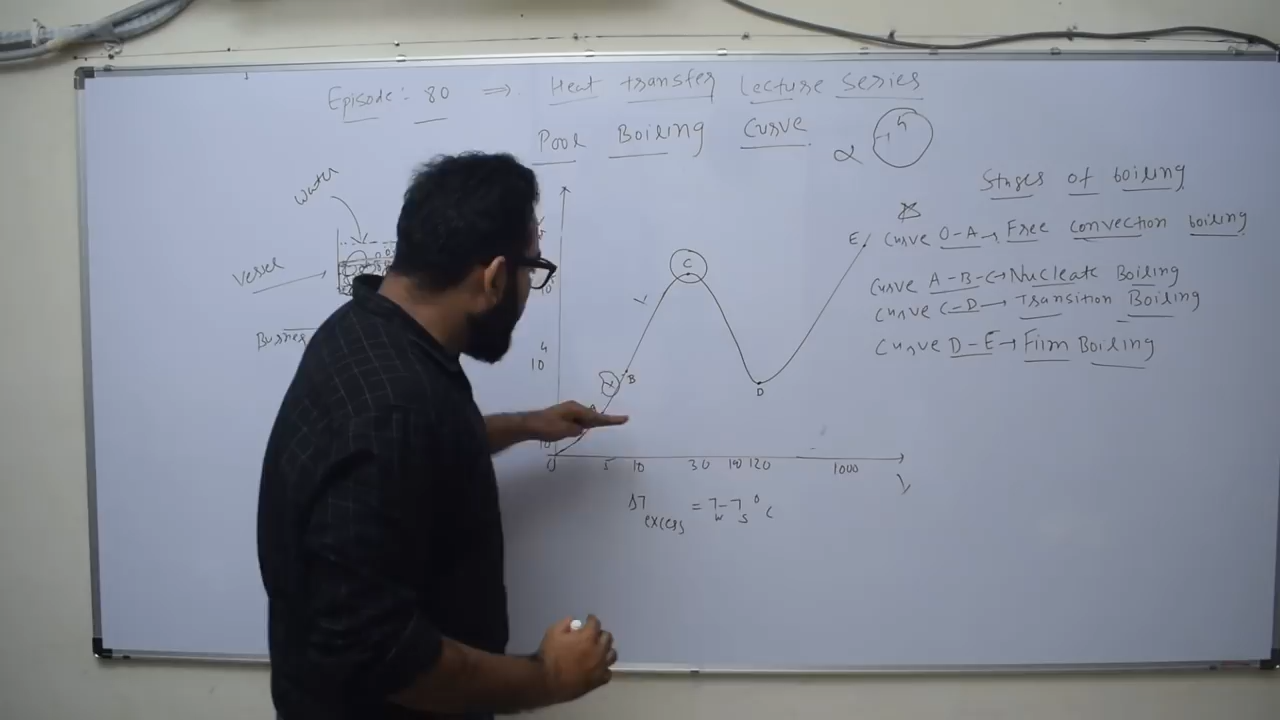 Episode: 80 ⇒ Heat transfer Lecture series
Pool Boiling Curve
α h
Stages of boiling
water
Curve O-A → Free convection boiling
Vessel
Curve A-B-C → Nucleate Boiling
Curve C-D → Transition Boiling
Curve D-E → Film Boiling
E
C
10⁴
B
D
0
5 10 30 120 1000
ΔT excess = Tw - Ts °C